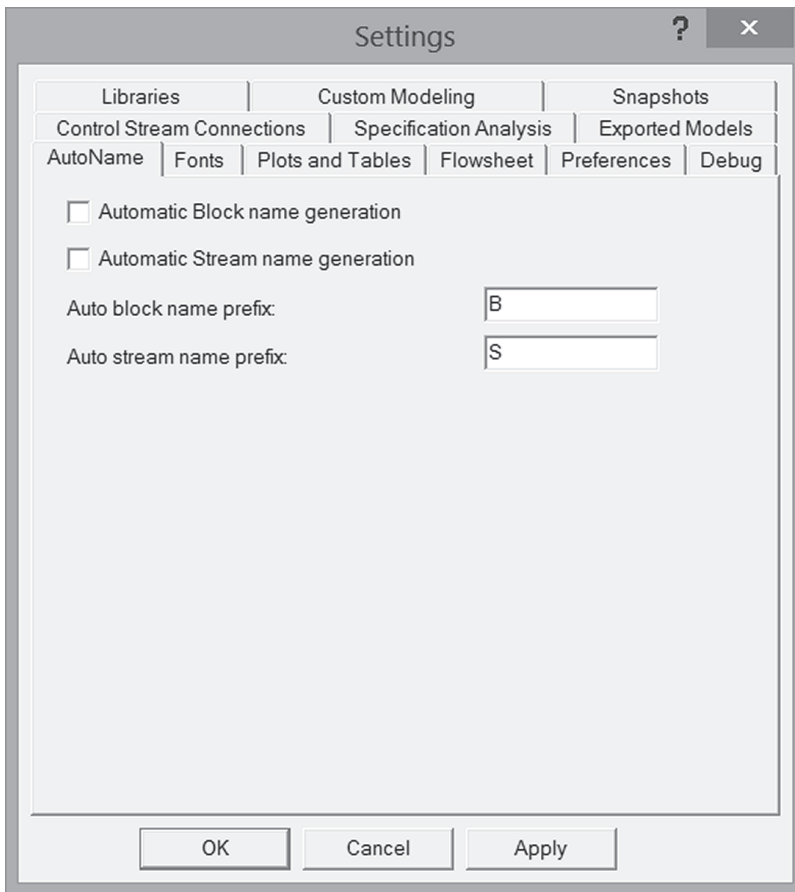 Settings ? ×
Libraries Custom Modeling Snapshots
Control Stream Connections Specification Analysis Exported Models
AutoName Fonts Plots and Tables Flowsheet Preferences Debug
Automatic Block name generation
Automatic Stream name generation
Auto block name prefix: B
Auto stream name prefix: S
OK Cancel Apply